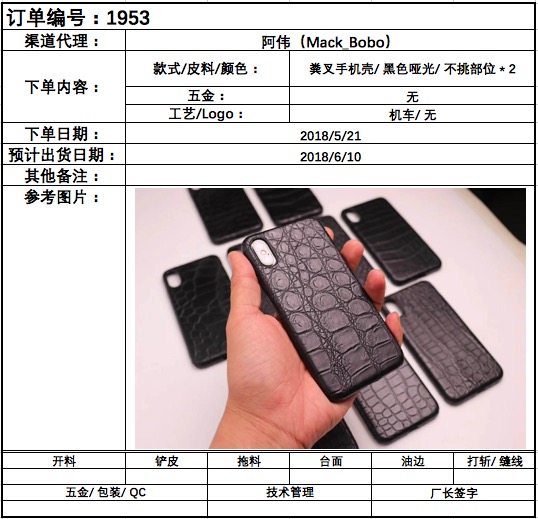 订单编号：1953
渠道代理： 阿伟（Mack_Bobo）
下单内容： 款式/皮料/颜色： 粪叉手机壳/ 黑色哑光/ 不挑部位 * 2
五金： 无
工艺/Logo： 机车/ 无
下单日期： 2018/5/21
预计出货日期： 2018/6/10
其他备注：
参考图片：
开料 铲皮 拖料 台面 油边 打斩/ 缝线
五金/ 包装/ QC 技术管理 厂长签字